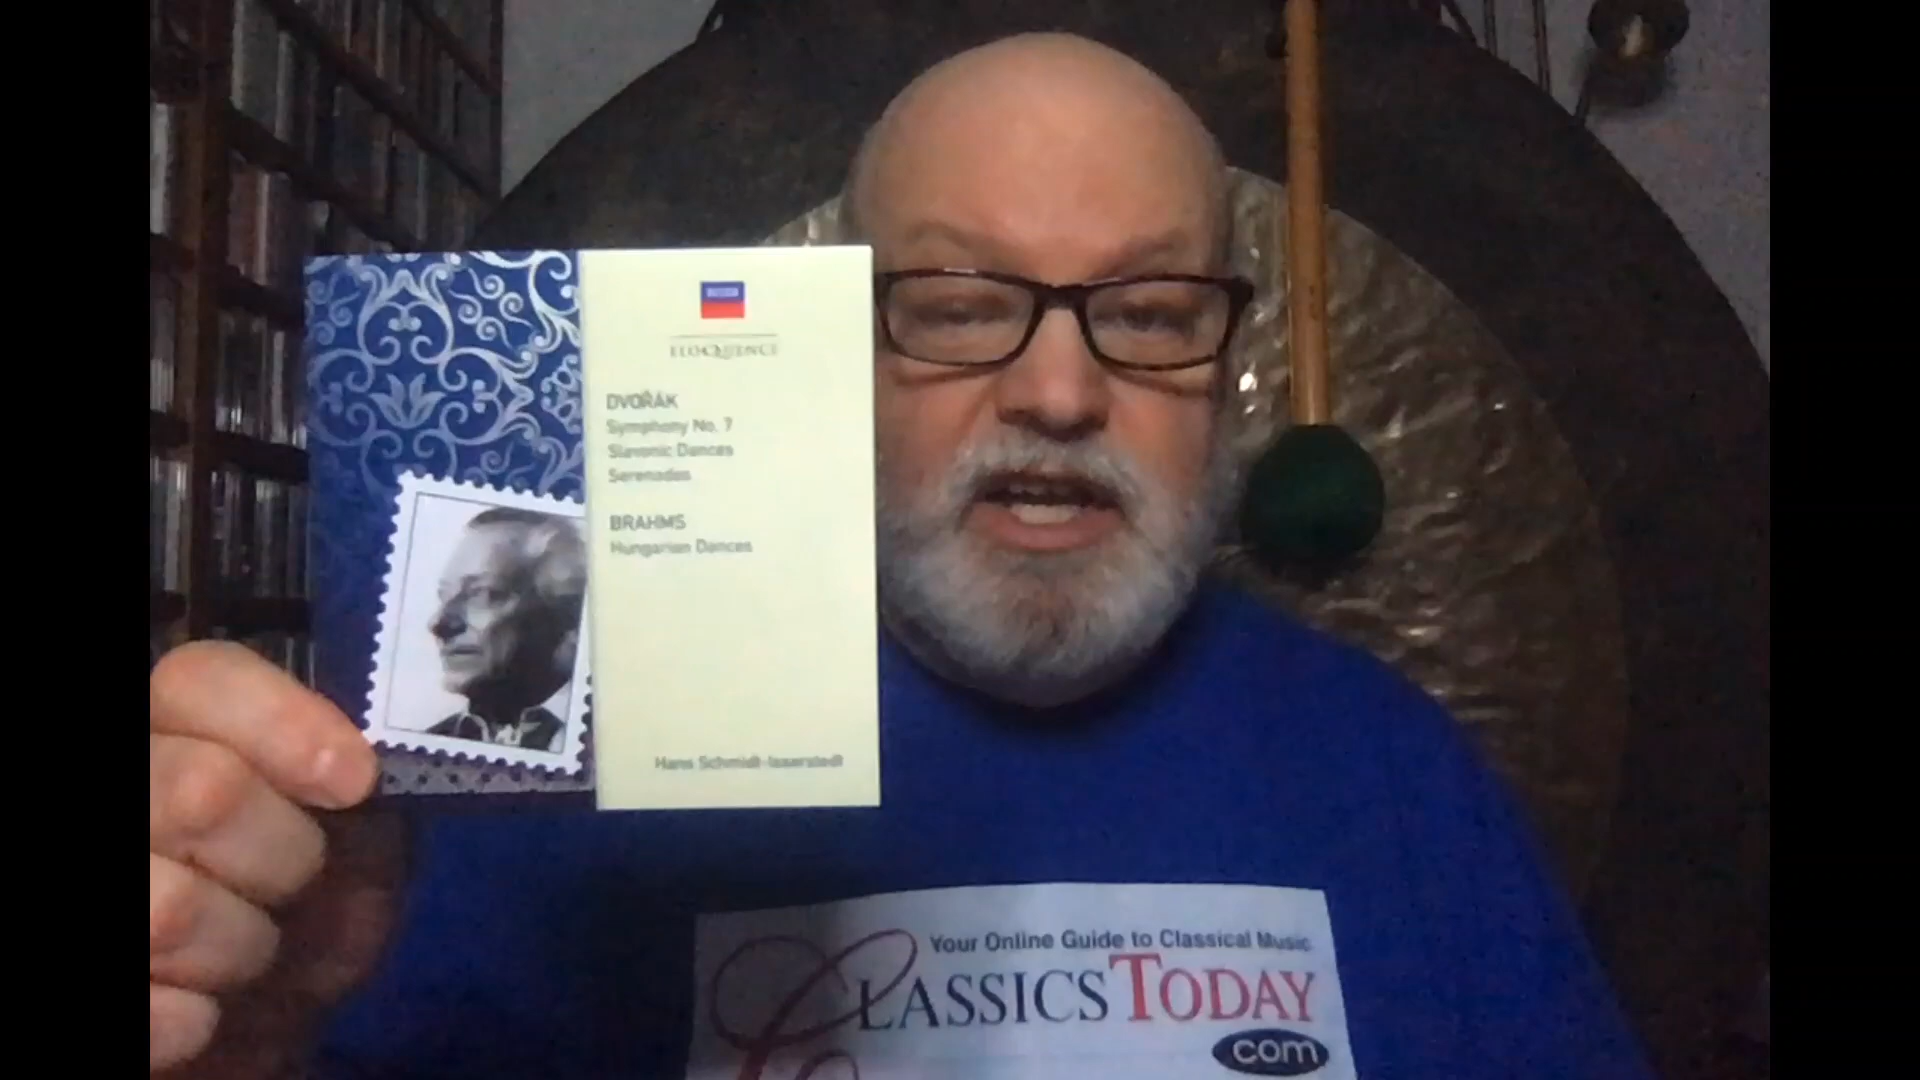 DECCA
ELOQUENCE
DVOŘÁK
Symphony No. 7
Slavonic Dances
Serenades
BRAHMS
Hungarian Dances
Hans Schmidt-Isserstedt
Your Online Guide to Classical Music
CLASSICSTODAY
com